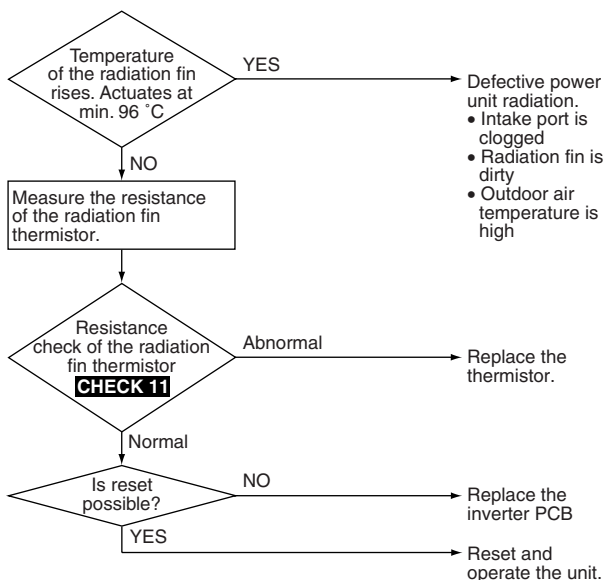 Temperature
of the radiation fin
rises. Actuates at
min. 96 ˚C
YES
Defective power
unit radiation.
• Intake port is
clogged
• Radiation fin is
dirty
• Outdoor air
temperature is
high
NO
Measure the resistance
of the radiation fin
thermistor.
Resistance
check of the radiation
fin thermistor
CHECK 11
Abnormal
Replace the
thermistor.
Normal
Is reset
possible?
NO
Replace the
inverter PCB
YES
Reset and
operate the unit.